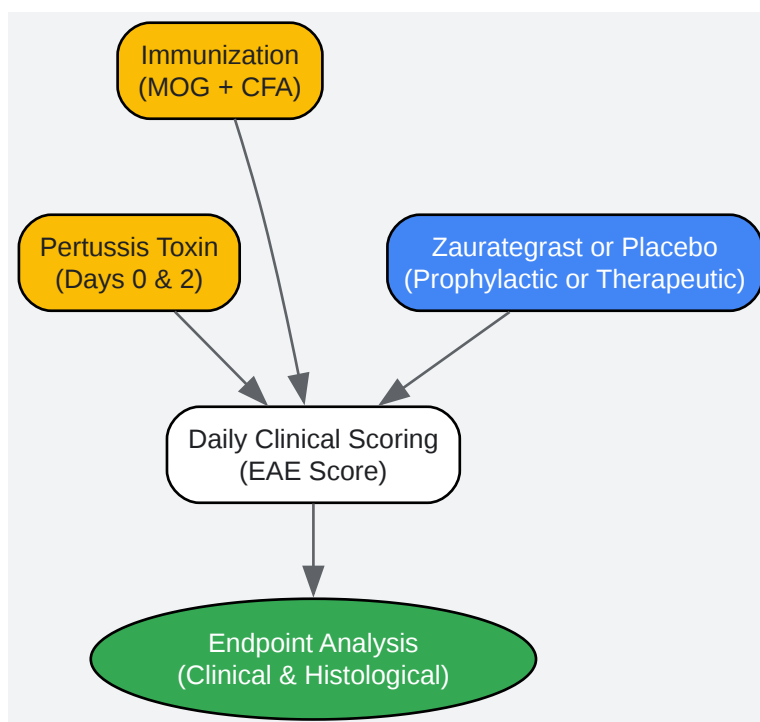 Immunization
(MOG + CFA)
Pertussis Toxin
(Days 0 & 2)
Zaurategrast or Placebo
(Prophylactic or Therapeutic)
Daily Clinical Scoring
(EAE Score)
Endpoint Analysis
(Clinical & Histological)